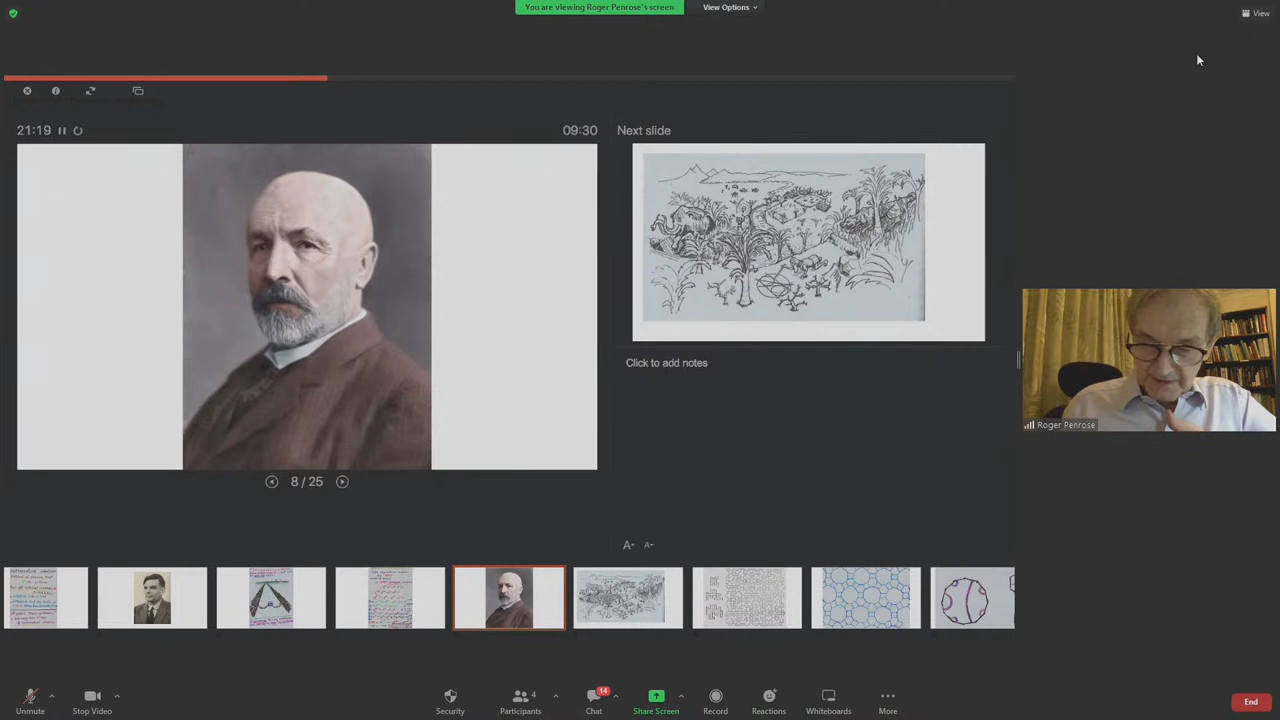 You are viewing Roger Penrose's screen
View Options
View
21:19
09:30
Next slide
Click to add notes
8 / 25
Roger Penrose
Unmute
Stop Video
Security
Participants
4
Chat
14
Share Screen
Record
Reactions
Whiteboards
More
End